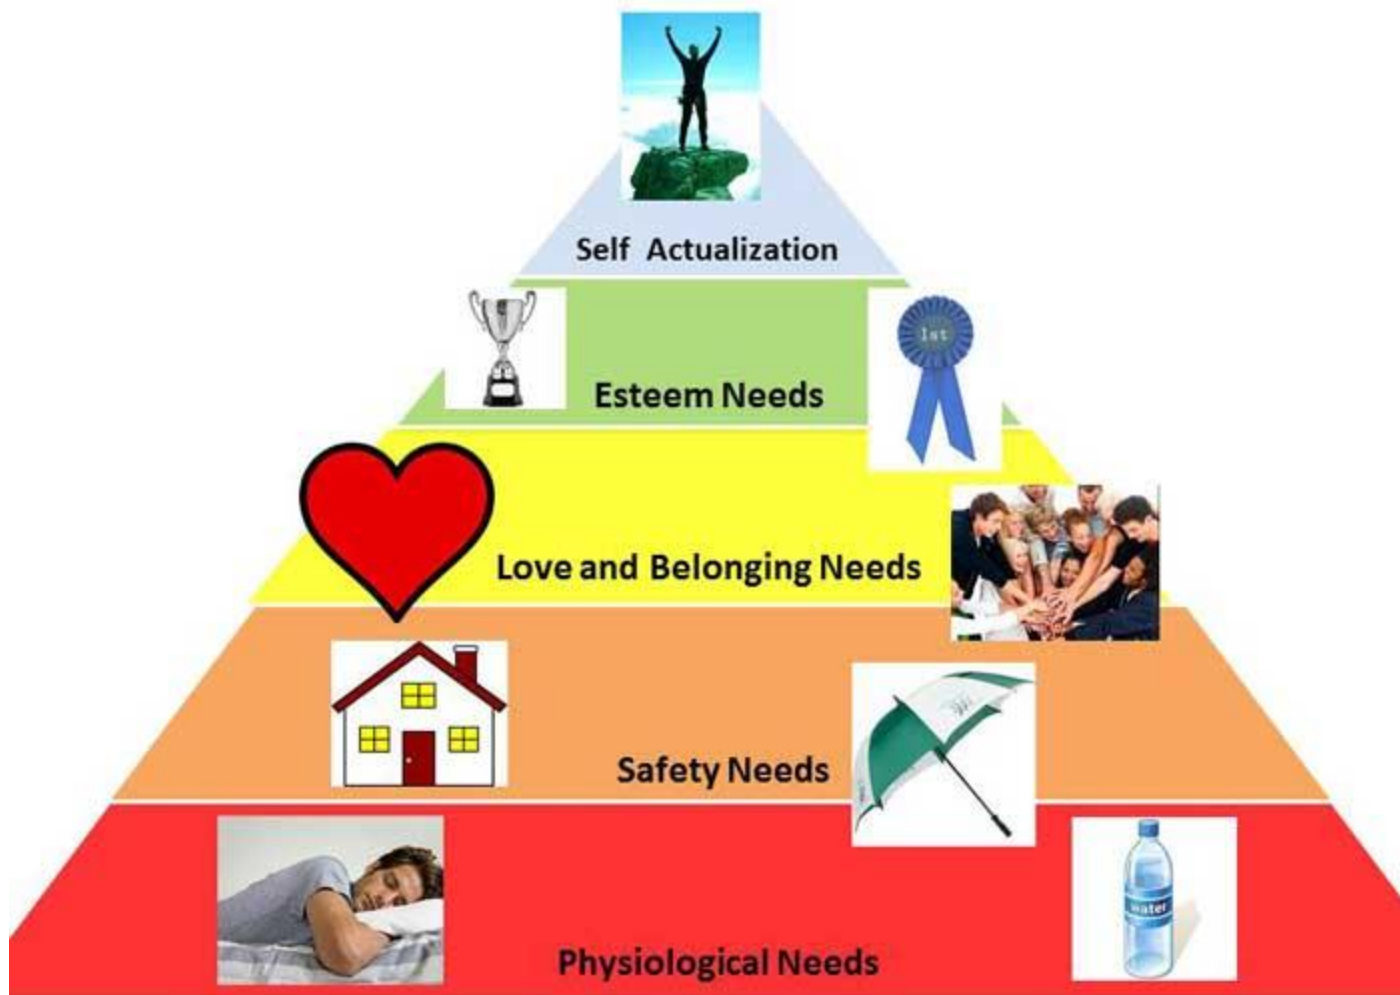 Self Actualization
1st
Esteem Needs
Love and Belonging Needs
Safety Needs
water
Physiological Needs